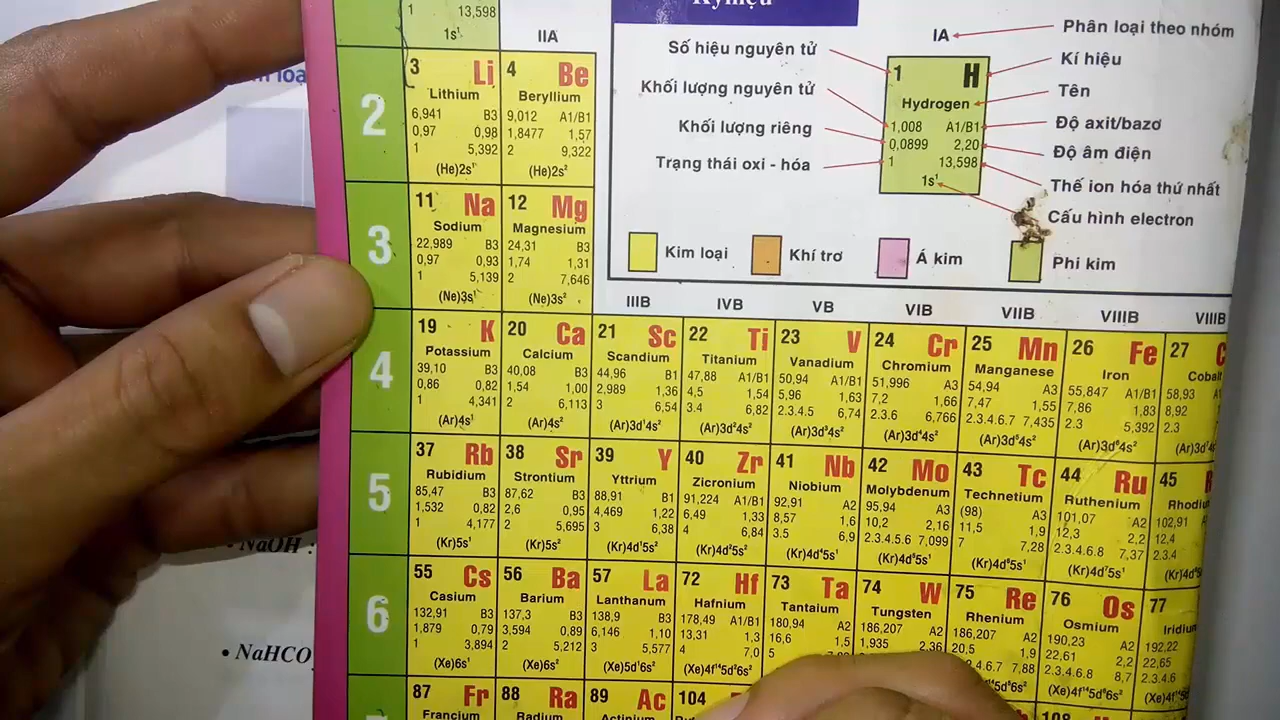 1 13,598
1s¹
IIA
Số hiệu nguyên tử
Khối lượng nguyên tử
Khối lượng riêng
Trạng thái oxi - hóa
IA
1 H
Hydrogen
1,008 A1/B1
0,0899 2,20
1 13,598
1s¹
Phân loại theo nhóm
Kí hiệu
Tên
Độ axit/bazơ
Độ âm điện
Thế ion hóa thứ nhất
Cấu hình electron
Kim loại
Khí trơ
Á kim
Phi kim
2
3 Li
Lithium
6,941 B3
0,97 0,98
1 5,392
(He)2s¹
4 Be
Beryllium
9,012 A1/B1
1,8477 1,57
2 9,322
(He)2s²
3
11 Na
Sodium
22,989 B3
0,97 0,93
1 5,139
(Ne)3s¹
12 Mg
Magnesium
24,31 B3
1,74 1,31
2 7,646
(Ne)3s²
IIIB IVB VB VIB VIIB VIIIB VIIIB
4
19 K
Potassium
39,10 B3
0,86 0,82
1 4,341
(Ar)4s¹
20 Ca
Calcium
40,08 B3
1,54 1,00
2 6,113
(Ar)4s²
21 Sc
Scandium
44,96 B1
2,989 1,36
3 6,54
(Ar)3d¹4s²
22 Ti
Titanium
47,88 A1/B1
4,5 1,54
3.4 6,82
(Ar)3d²4s²
23 V
Vanadium
50,94 A1/B1
5,96 1,63
2.3.4.5 6,74
(Ar)3d³4s²
24 Cr
Chromium
51,996 A3
7,2 1,66
2.3.6 6,766
(Ar)3d⁴4s²
25 Mn
Manganese
54,94 A3
7,47 1,55
2.3.4.6.7 7,435
(Ar)3d⁵4s²
26 Fe
Iron
55,847 A1/B1
7,86 1,83
2.3 5,392
(Ar)3d⁶4s²
27
Cobalt
58,93
8,92
2.3
5
37 Rb
Rubidium
85,47 B3
1,532 0,82
1 4,177
(Kr)5s¹
38 Sr
Strontium
87,62 B3
2,6 0,95
2 5,695
(Kr)5s²
39 Y
Yttrium
88,91 B1
4,469 1,22
3 6,38
(Kr)4d¹5s²
40 Zr
Zicronium
91,224 A1/B1
6,49 1,33
4 6,84
(Kr)4d²5s²
41 Nb
Niobium
92,91 A2
8,57 1,6
3.5 6,9
(Kr)4d⁴5s¹
42 Mo
Molybdenum
95,94 A3
10,2 2,16
2.3.4.5.6 7,099
(Kr)4d⁵5s¹
43 Tc
Technetium
(98) A3
11,5 1,9
7 7,28
(Kr)4d⁶5s¹
44 Ru
Ruthenium
101,07 A2
12,3 2,2
2.3.4.6.8 7,37
(Kr)4d⁷5s¹
45
102,91
12,4
2.3.4
6
55 Cs
Casium
132,91 B3
1,879 0,79
1 3,894
(Xe)6s¹
56 Ba
Barium
137,3 B3
3,594 0,89
2 5,212
(Xe)6s²
57 La
Lanthanum
138,9 B3
6,146 1,10
3 5,577
(Xe)5d¹6s²
72 Hf
Hafnium
178,49 A1/B1
13,31 1,3
4 7,0
(Xe)4f¹⁴5d²6s²
73 Ta
Tantaium
180,94 A2
16,6 1,5
5
74 W
Tungsten
186,207 A2
1,935 2,36
75 Re
Rhenium
186,207 A2
20,5 1,9
.4.6.7 7,88
76 Os
Osmium
190,23 A2
22,61 2,2
2.3.4.6.8 8,7
(Xe)4f¹⁴5d⁶6s²
77
192,22
22,65
2.3.4.6
87 Fr
Francium
88 Ra
Radium
89 Ac
Actinium
104
• NaOH :
• NaHCO